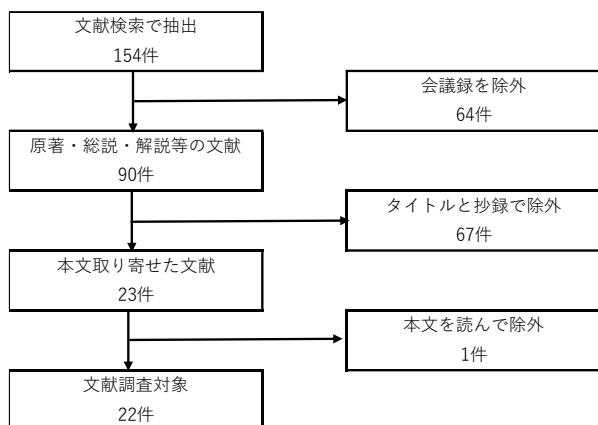 文献検索で抽出
154件
会議録を除外
64件
原著・総説・解説等の文献
90件
タイトルと抄録で除外
67件
本文取り寄せた文献
23件
本文を読んで除外
1件
文献調査対象
22件